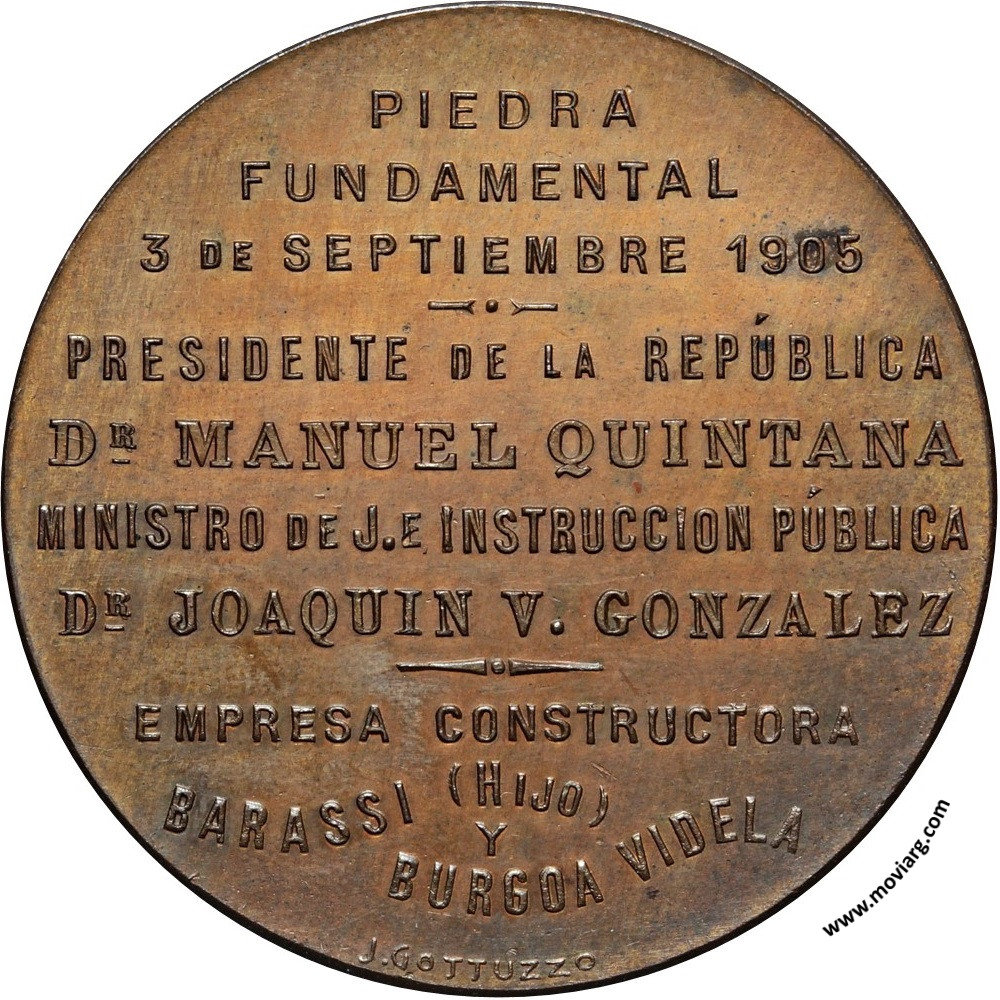 PIEDRA
FUNDAMENTAL
3 DE SEPTIEMBRE 1905
PRESIDENTE DE LA REPÚBLICA
DR MANUEL QUINTANA
MINISTRO DE J. E INSTRUCCION PÚBLICA
DR JOAQUIN V. GONZALEZ
EMPRESA CONSTRUCTORA
BARASSI (HIJO)
Y
BURGOA VIDELA
J. GOTTUZZO
www.moviarg.com